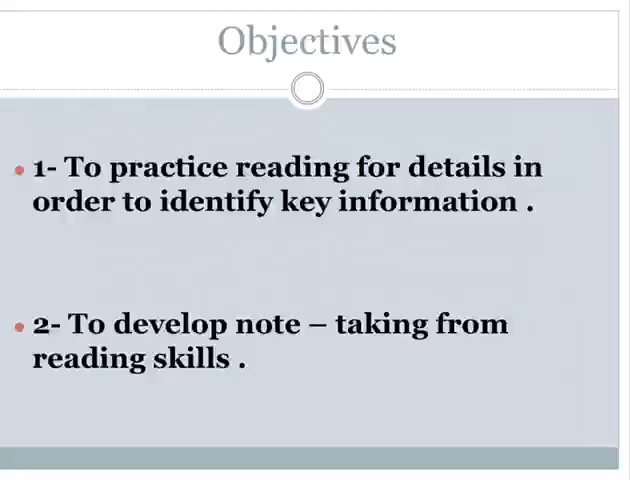 Objectives
1- To practice reading for details in
order to identify key information .
2- To develop note – taking from
reading skills .